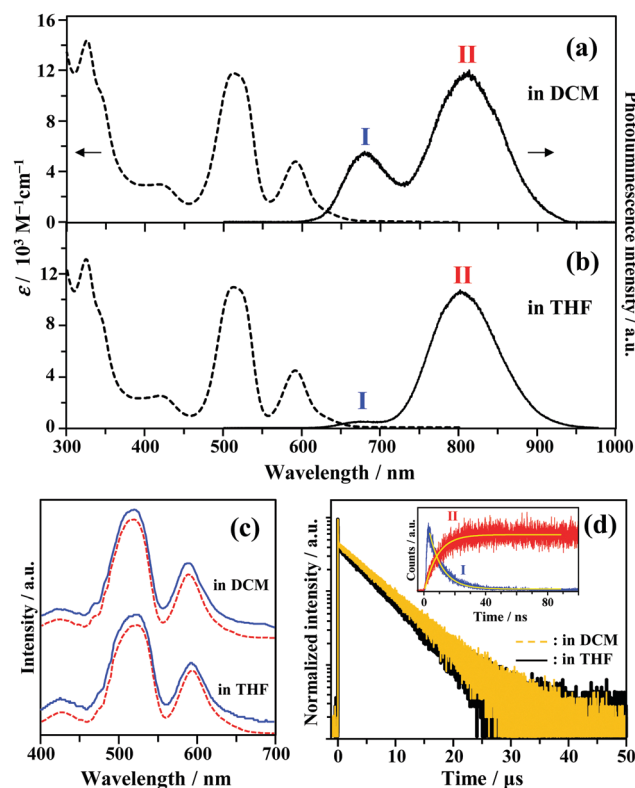 16
12
8
4
0
ε / 10³ M⁻¹cm⁻¹
(a)
in DCM
I
II
Photoluminescence intensity / a.u.
12
8
4
0
(b)
in THF
I
II
300 400 500 600 700 800 900 1000
Wavelength / nm
(c)
in DCM
in THF
Intensity / a.u.
400 500 600 700
Wavelength / nm
(d)
Normalized intensity / a.u.
II
I
Counts / a.u.
0 40 80
Time / ns
: in DCM
: in THF
0 10 20 30 40 50
Time / µs